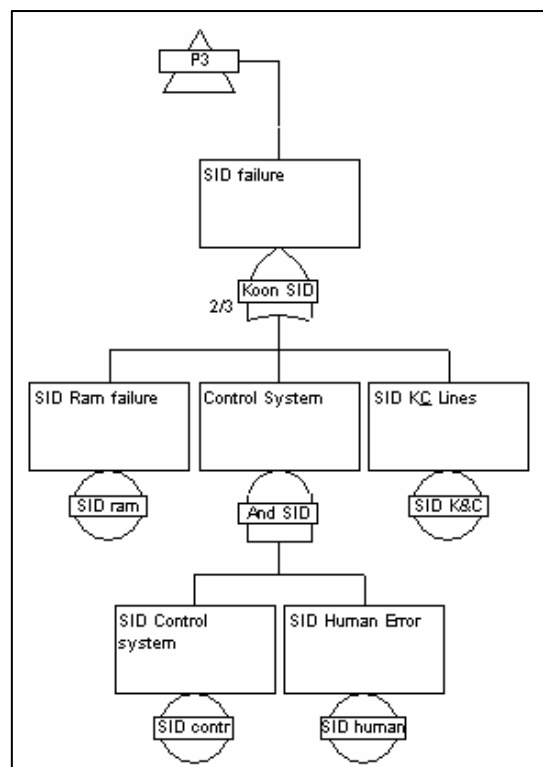 P3
SID failure
Koon SID
2/3
SID Ram failure
Control System
SID KC Lines
SID ram
And SID
SID K&C
SID Control
system
SID Human Error
SID contr
SID human